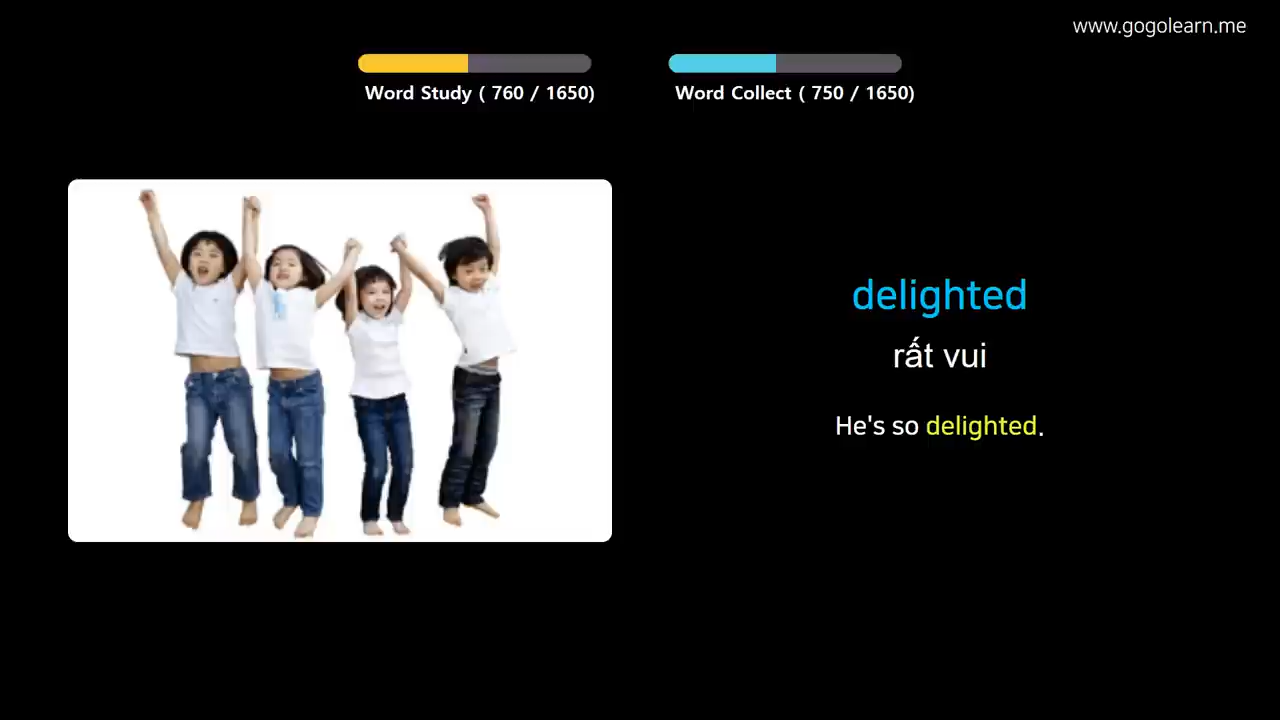 www.gogolearn.me
Word Study ( 760 / 1650)
Word Collect ( 750 / 1650)
delighted
rất vui
He's so delighted.